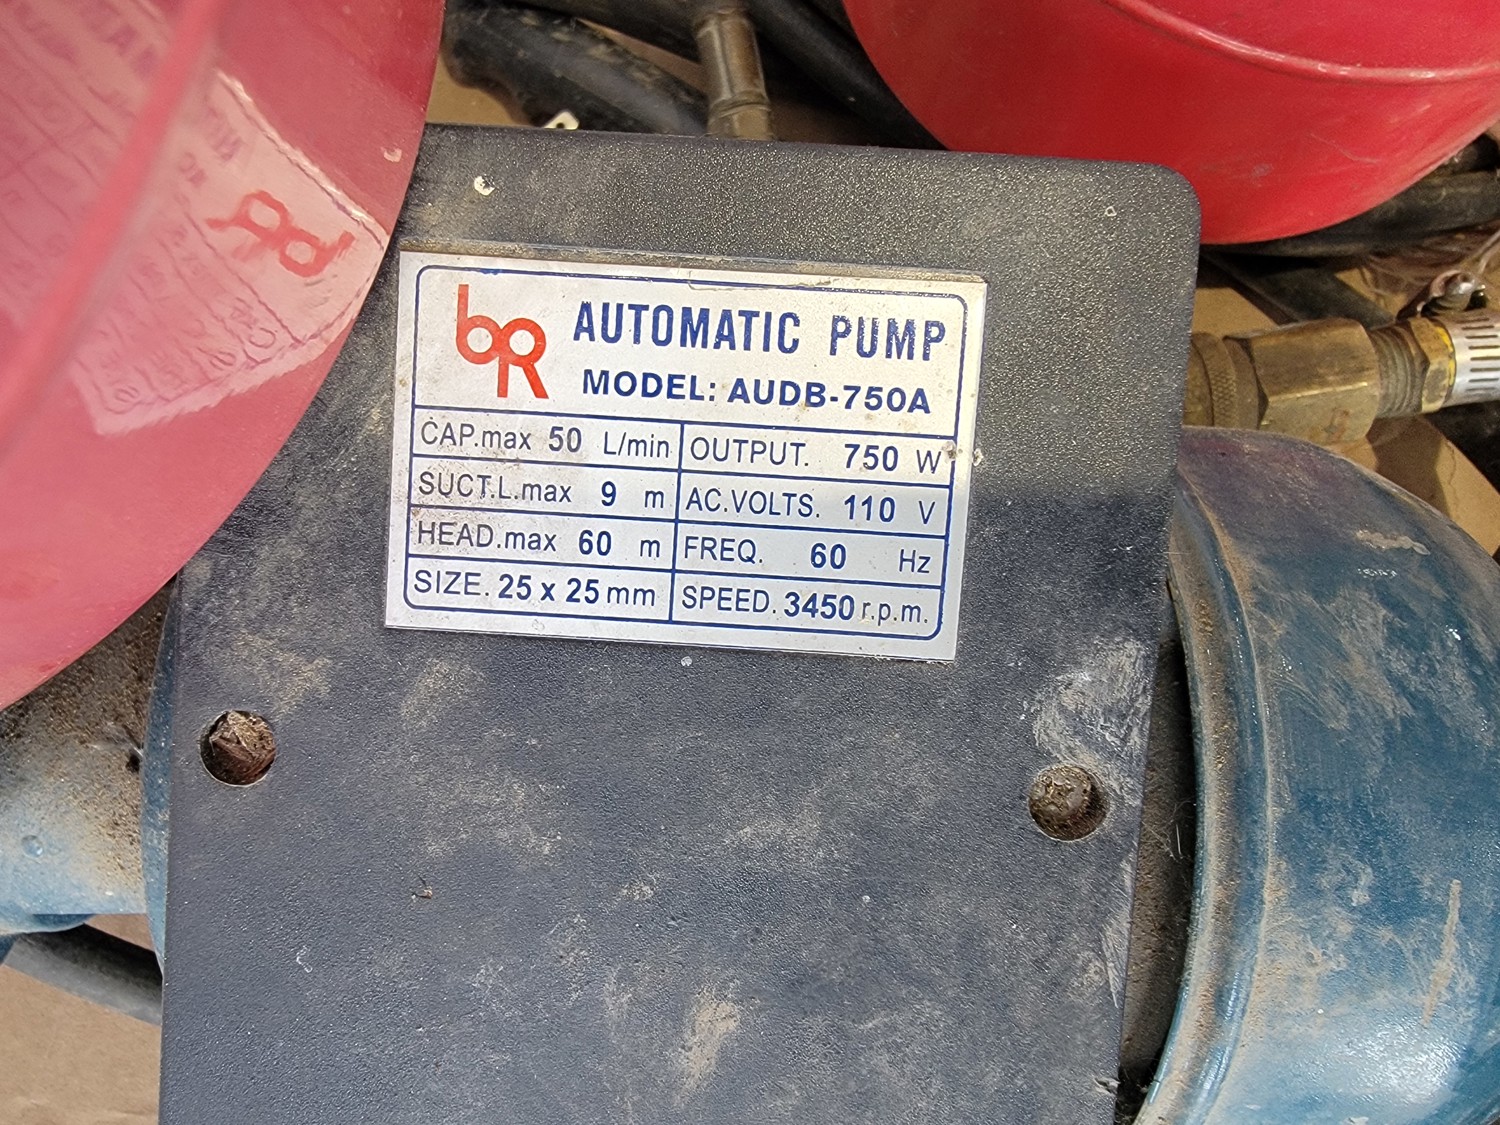 bR AUTOMATIC PUMP
MODEL: AUDB-750A
CAP.max 50 L/min OUTPUT. 750 W
SUCT.L.max 9 m AC.VOLTS. 110 V
HEAD.max 60 m FREQ. 60 Hz
SIZE. 25 x 25 mm SPEED. 3450 r.p.m.